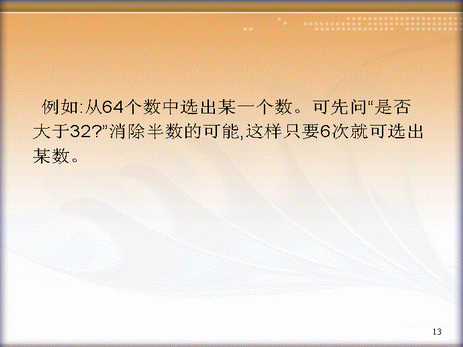 例如:从64个数中选出某一个数。可先问“是否
大于32?”消除半数的可能,这样只要6次就可选出
某数。
13